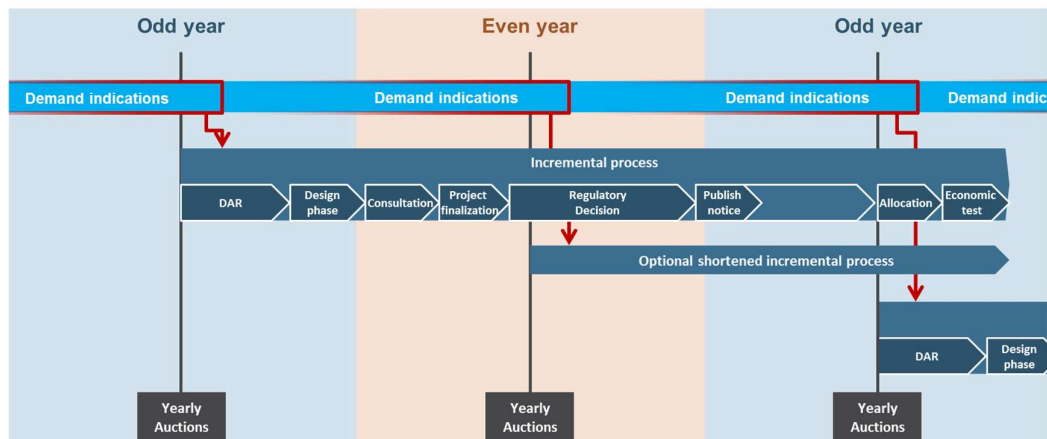 Odd year
Even year
Odd year
Demand indications
Demand indications
Demand indications
Demand indic
Incremental process
DAR
Design
phase
Consultation
Project
finalization
Regulatory
Decision
Publish
notice
Allocation
Economic
test
Optional shortened incremental process
DAR
Design
phase
Yearly
Auctions
Yearly
Auctions
Yearly
Auctions